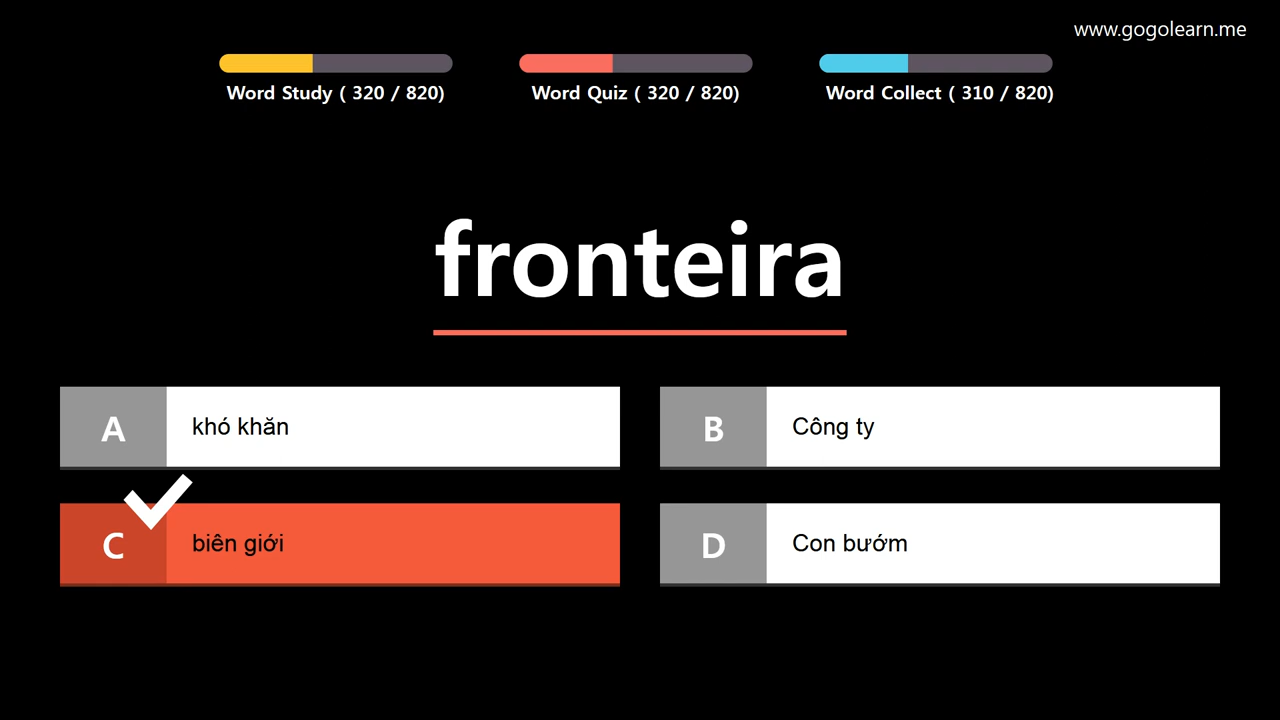 www.gogolearn.me
Word Study ( 320 / 820)
Word Quiz ( 320 / 820)
Word Collect ( 310 / 820)
fronteira
A khó khăn
B Công ty
C biên giới
D Con bướm